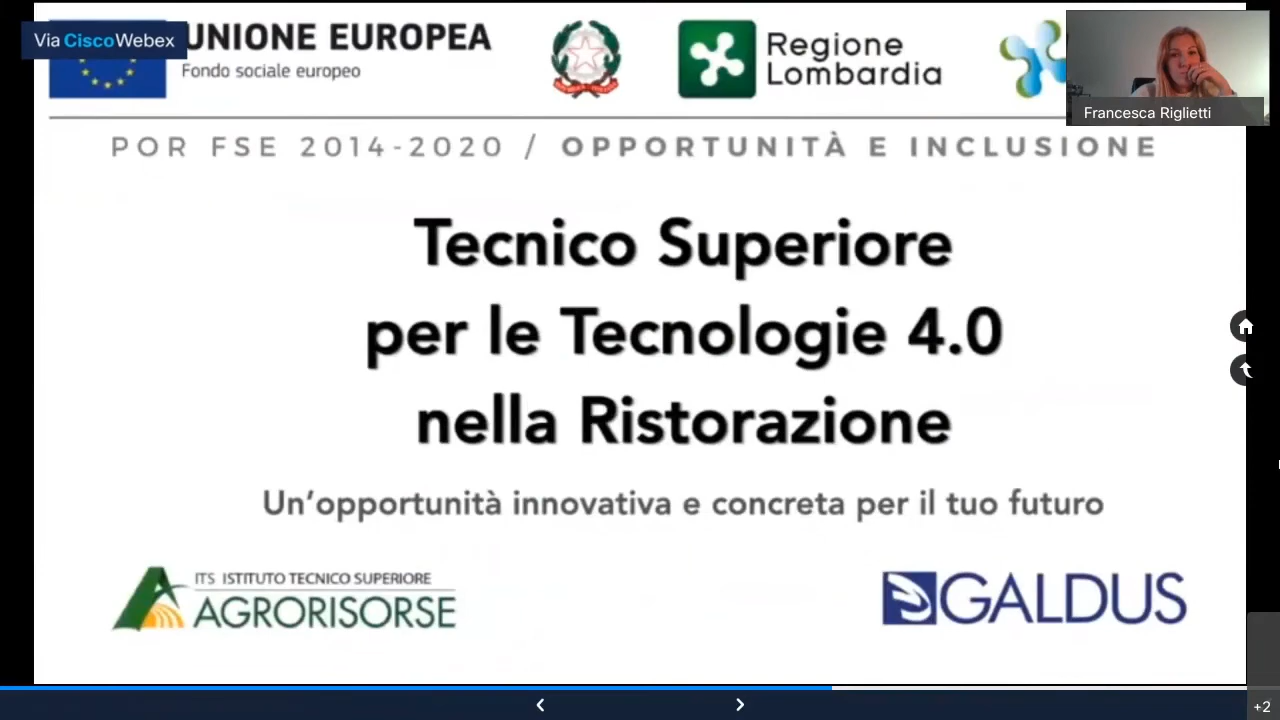 Via CiscoWebex
UNIONE EUROPEA
Fondo sociale europeo
Regione
Lombardia
Francesca Riglietti
POR FSE 2014-2020 / OPPORTUNITÀ E INCLUSIONE
Tecnico Superiore
per le Tecnologie 4.0
nella Ristorazione
Un'opportunità innovativa e concreta per il tuo futuro
ITS ISTITUTO TECNICO SUPERIORE
AGRORISORSE
GALDUS
+2